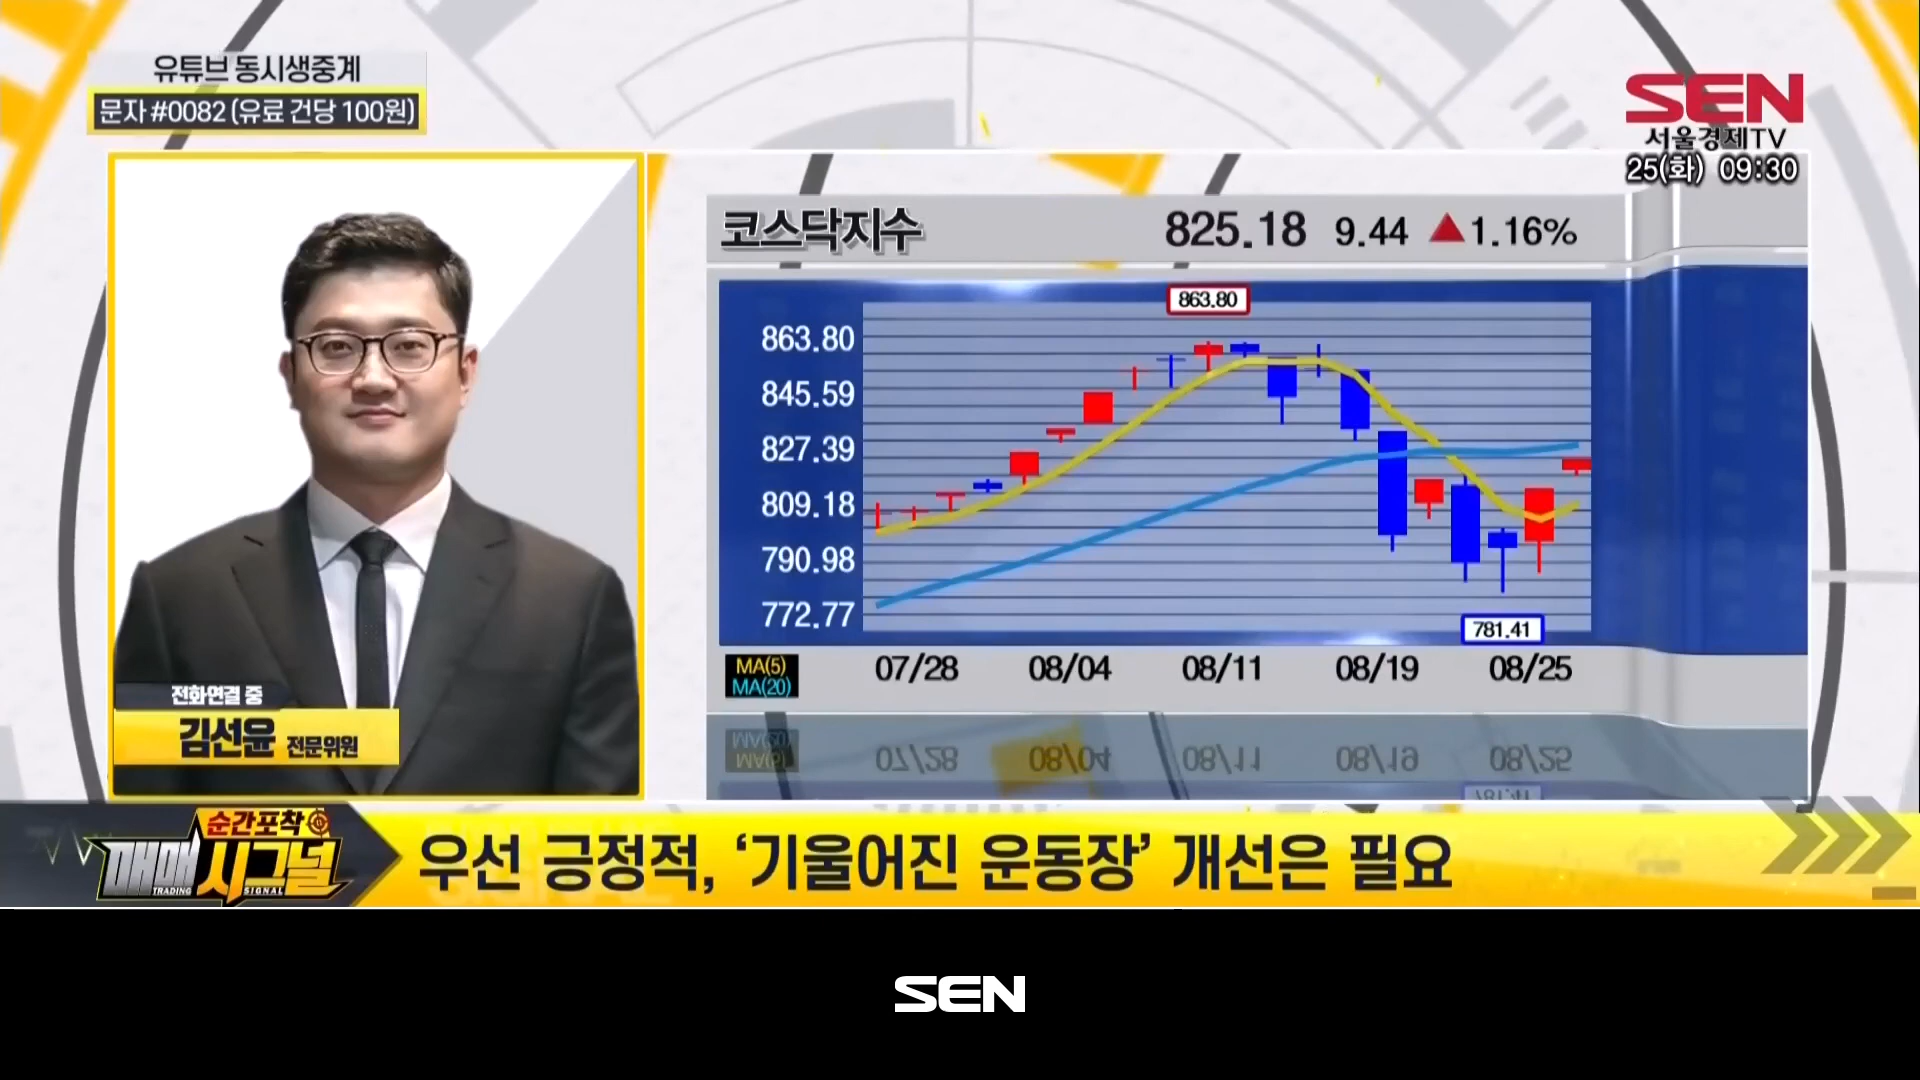 유튜브 동시생중계
문자 #0082 (유료 건당 100원)
SEN
서울경제TV
25(화) 09:30
코스닥지수 825.18 9.44 ▲1.16%
863.80
863.80
845.59
827.39
809.18
790.98
772.77
781.41
MA(5)
MA(20)
07/28 08/04 08/11 08/19 08/25
전화연결 중
김선윤 전문위원
순간포착
매매 시그널
TRADING SIGNAL
우선 긍정적, ‘기울어진 운동장’ 개선은 필요
SEN